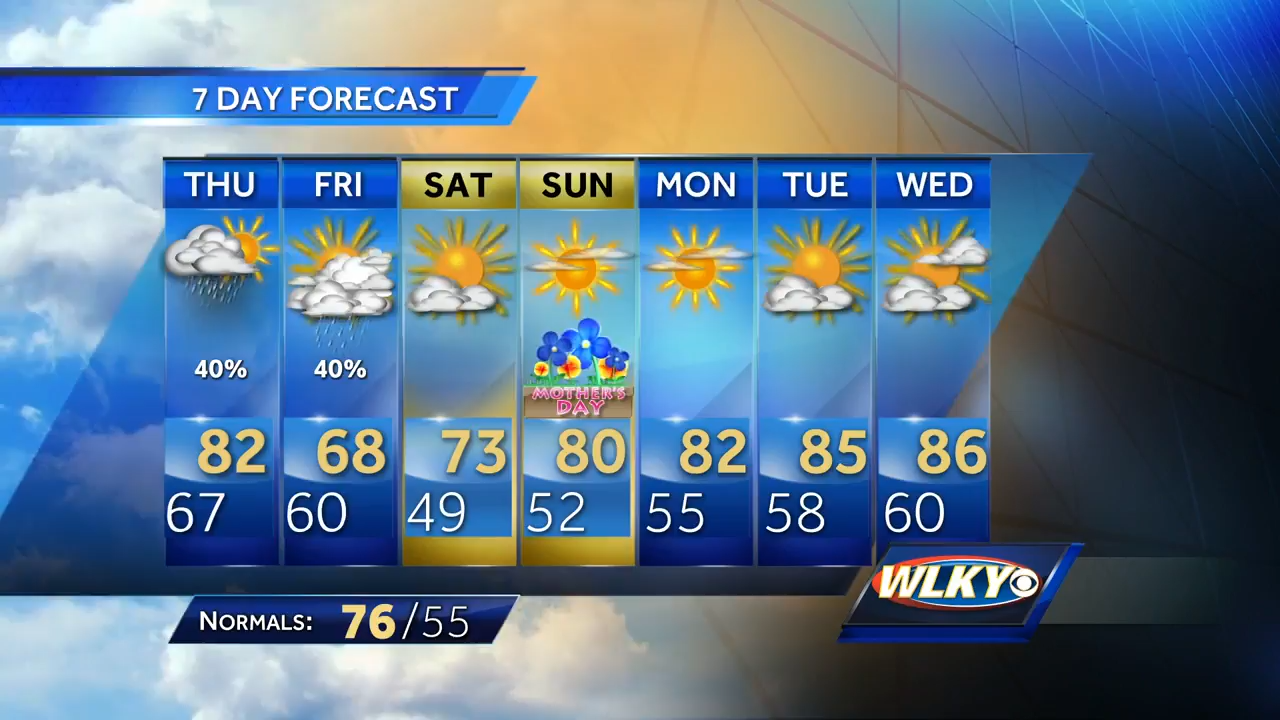 7 DAY FORECAST
THU FRI SAT SUN MON TUE WED
40% 40%
MOTHER'S
DAY
82 68 73 80 82 85 86
67 60 49 52 55 58 60
WLKY
NORMALS: 76/55